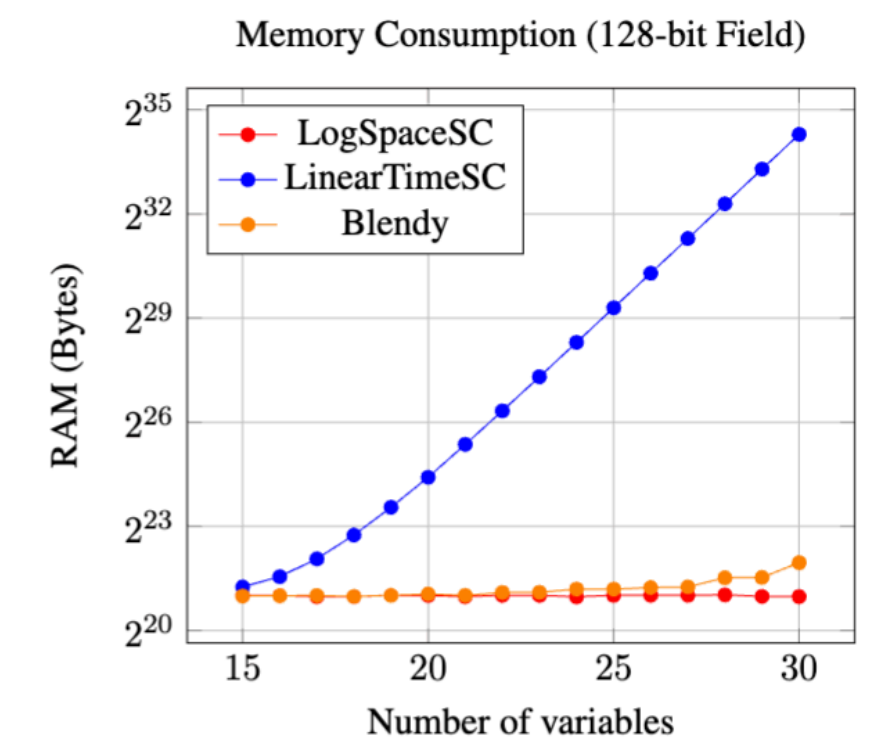 Memory Consumption (128-bit Field)
2^35
2^32
2^29
2^26
2^23
2^20
RAM (Bytes)
LogSpaceSC
LinearTimeSC
Blendy
15 20 25 30
Number of variables